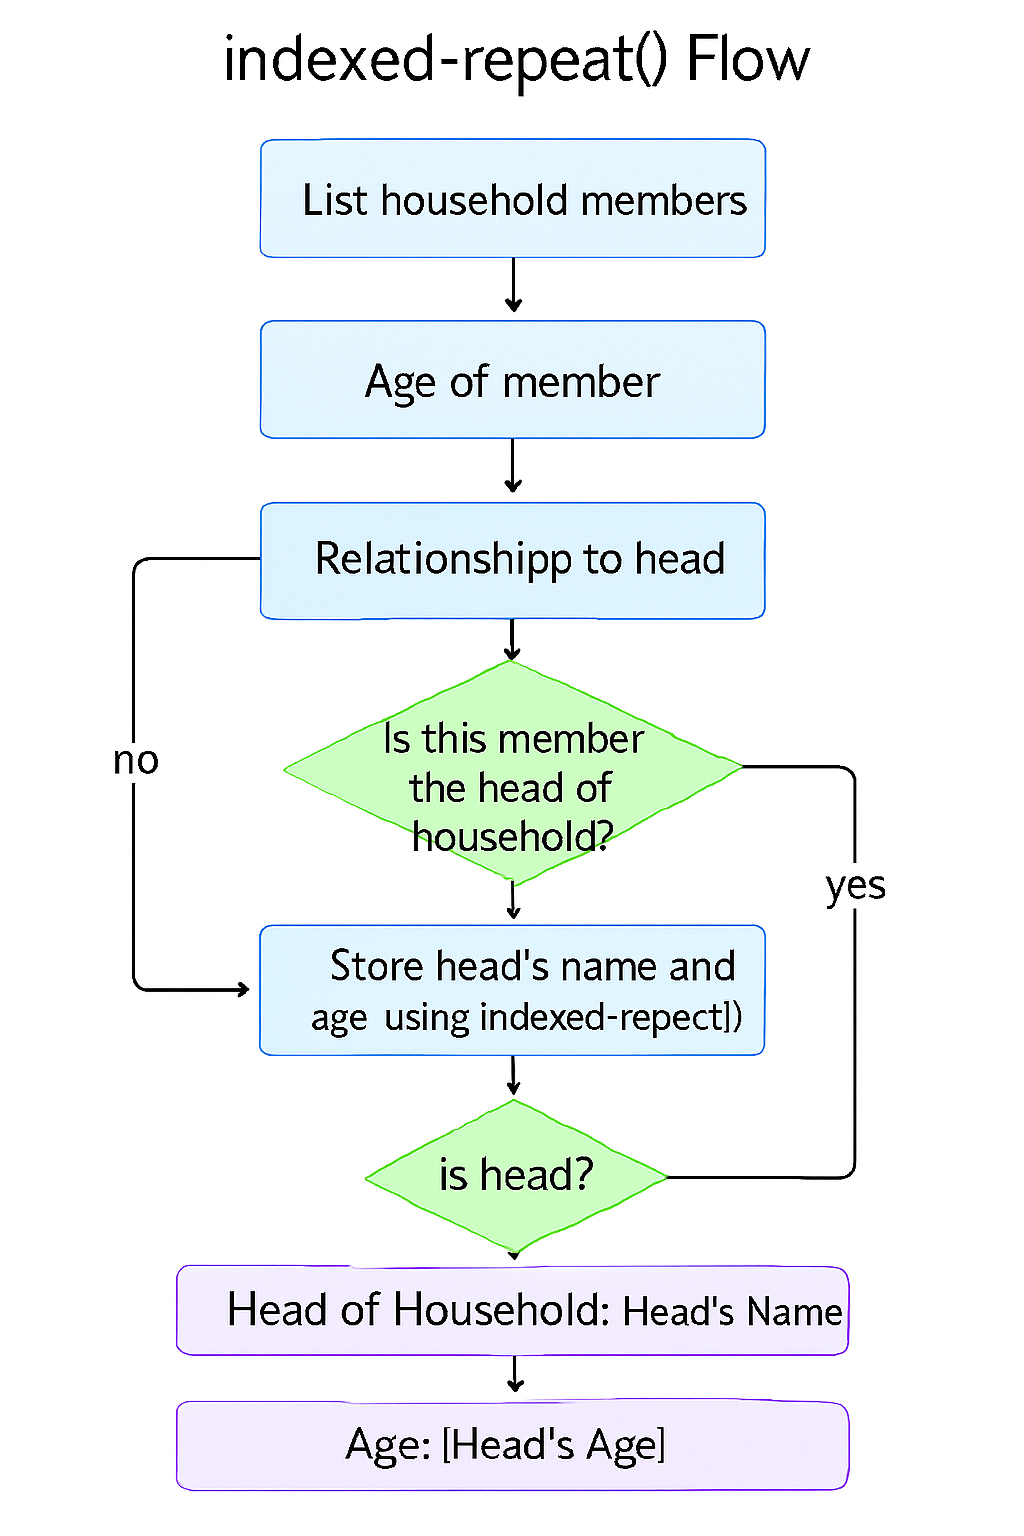 indexed-repeat() Flow
List household members
Age of member
Relationshipp to head
no
Is this member
the head of
household?
yes
Store head's name and
age using indexed-repect])
is head?
Head of Household: Head's Name
Age: [Head's Age]